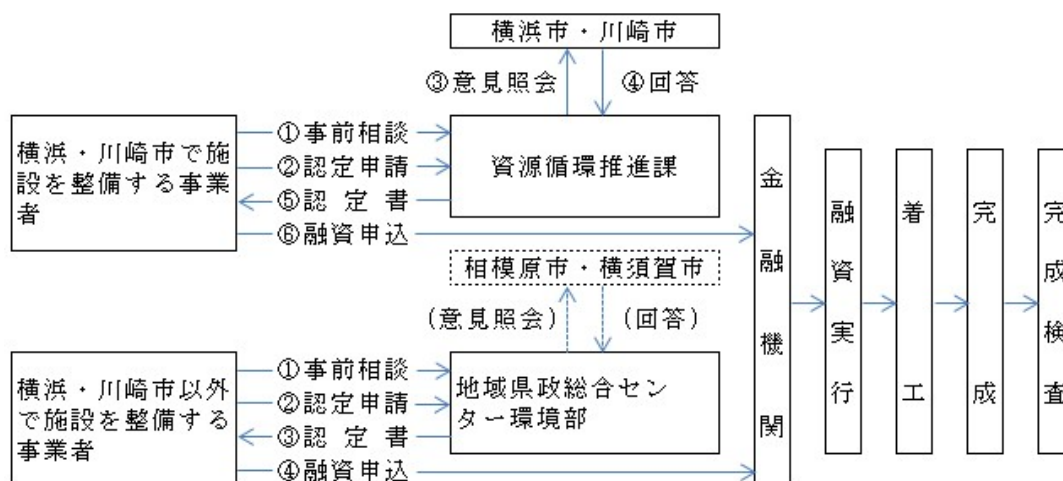 横浜市・川崎市
③意見照会
④回答
横浜・川崎市で施
設を整備する事業
者
①事前相談
②認定申請
⑤認 定 書
⑥融資申込
資源循環推進課
相模原市・横須賀市
(意見照会)
(回答)
横浜・川崎市以外
で施設を整備する
事業者
①事前相談
②認定申請
③認 定 書
④融資申込
地域県政総合セン
ター環境部
金融機関
融資実行
着工
完成
完成検査